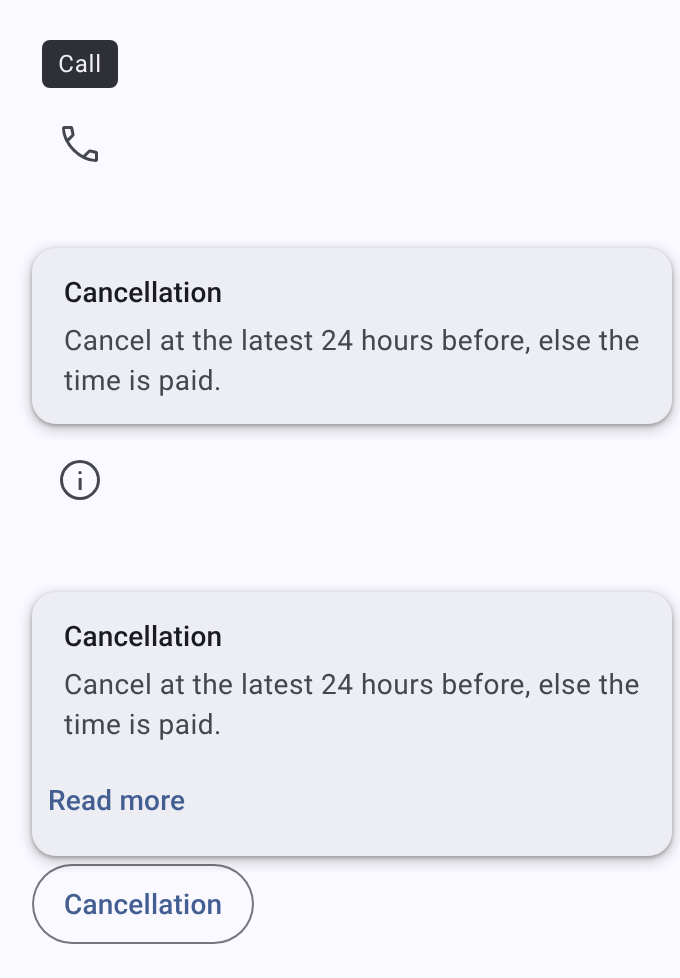 Call
Cancellation
Cancel at the latest 24 hours before, else the
time is paid.
Cancellation
Cancel at the latest 24 hours before, else the
time is paid.
Read more
Cancellation